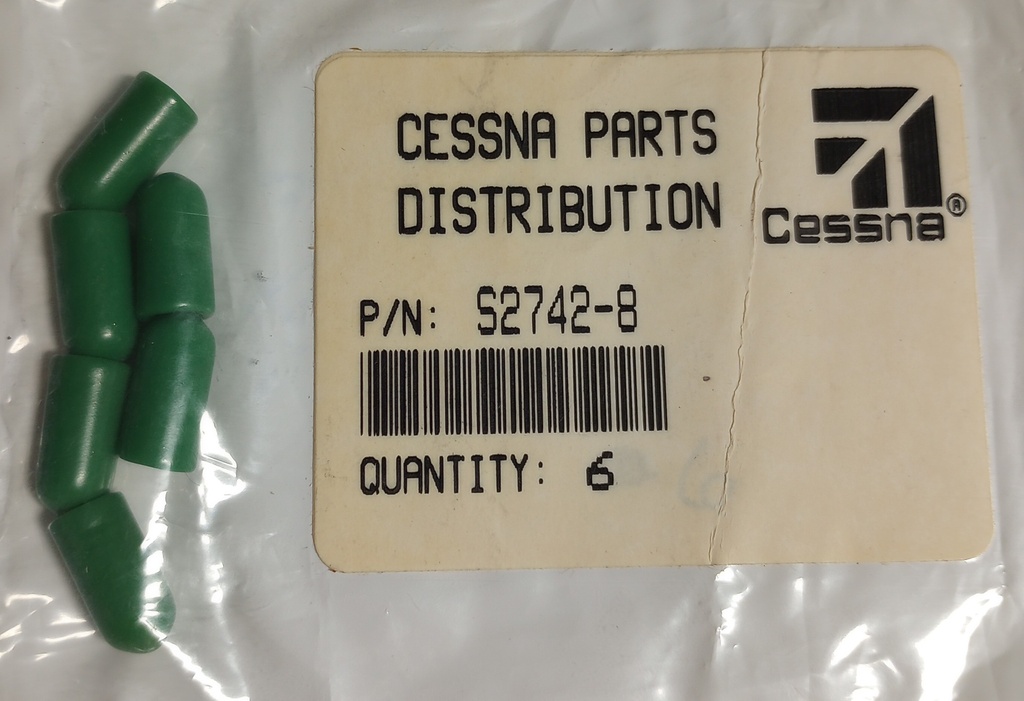 CESSNA PARTS
DISTRIBUTION
Cessna®
P/N: S2742-8
QUANTITY: 6